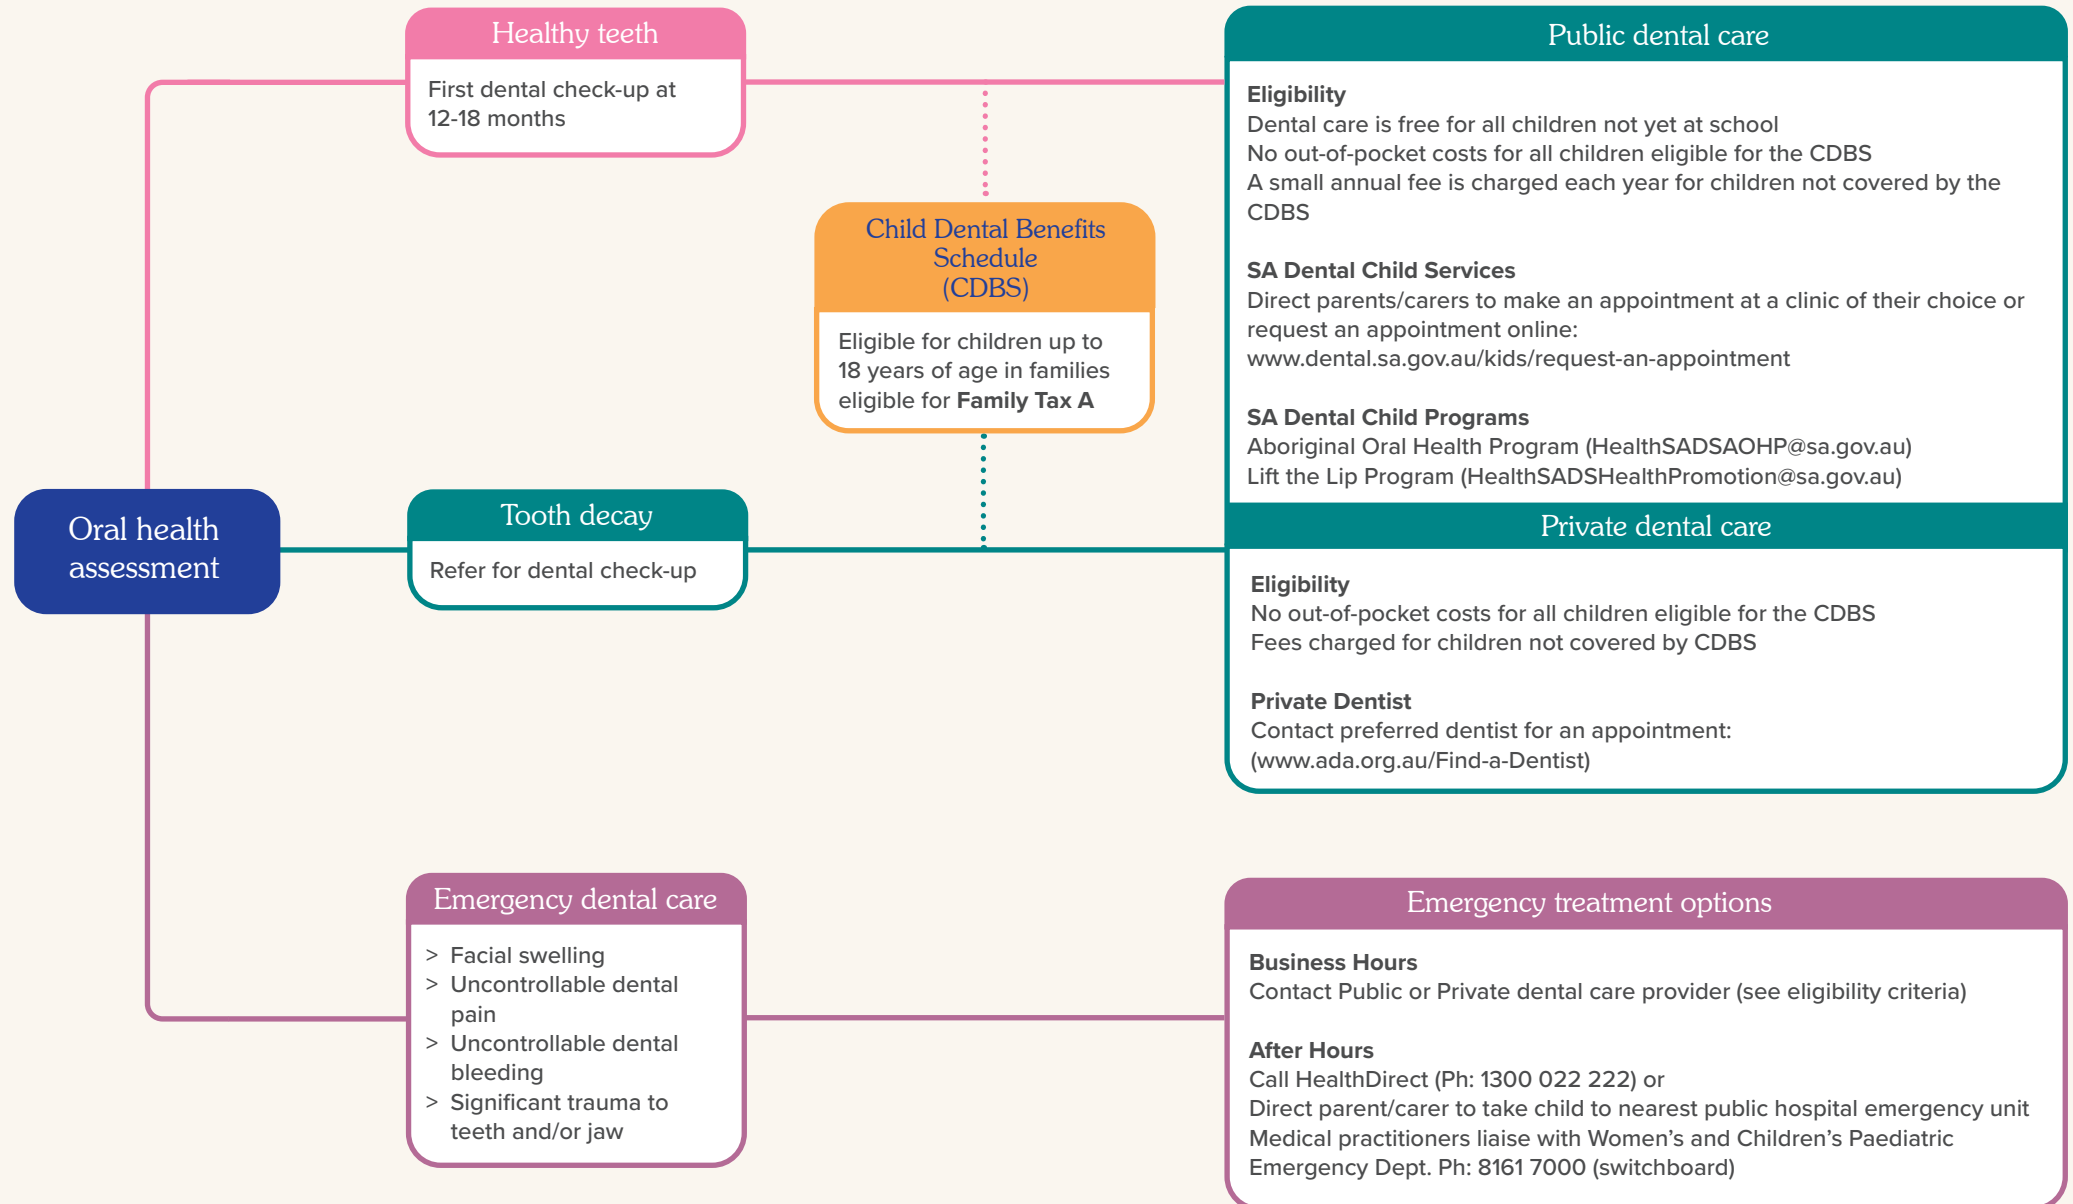 Healthy teeth
First dental check-up at
12-18 months
Public dental care
Eligibility
Dental care is free for all children not yet at school
No out-of-pocket costs for all children eligible for the CDBS
A small annual fee is charged each year for children not covered by the
CDBS
SA Dental Child Services
Direct parents/carers to make an appointment at a clinic of their choice or
request an appointment online:
www.dental.sa.gov.au/kids/request-an-appointment
SA Dental Child Programs
Aboriginal Oral Health Program (HealthSADSAOHP@sa.gov.au)
Lift the Lip Program (HealthSADSHealthPromotion@sa.gov.au)
Child Dental Benefits
Schedule
(CDBS)
Eligible for children up to
18 years of age in families
eligible for Family Tax A
Oral health
assessment
Tooth decay
Refer for dental check-up
Private dental care
Eligibility
No out-of-pocket costs for all children eligible for the CDBS
Fees charged for children not covered by CDBS
Private Dentist
Contact preferred dentist for an appointment:
(www.ada.org.au/Find-a-Dentist)
Emergency dental care
> Facial swelling
> Uncontrollable dental
pain
> Uncontrollable dental
bleeding
> Significant trauma to
teeth and/or jaw
Emergency treatment options
Business Hours
Contact Public or Private dental care provider (see eligibility criteria)
After Hours
Call HealthDirect (Ph: 1300 022 222) or
Direct parent/carer to take child to nearest public hospital emergency unit
Medical practitioners liaise with Women's and Children's Paediatric
Emergency Dept. Ph: 8161 7000 (switchboard)